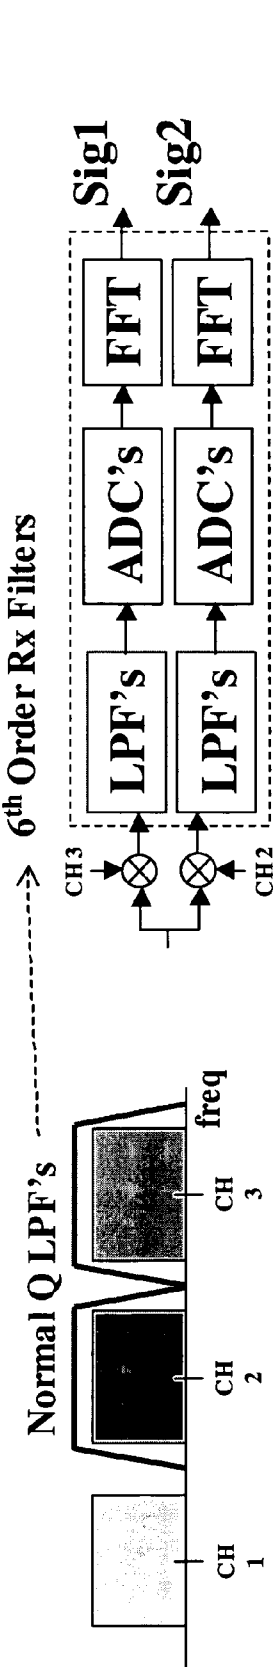 Normal Q LPF's
6th Order Rx Filters
CH
1
CH
2
CH
3
freq
CH3
CH2
LPF's
ADC's
FFT
Sig1
LPF's
ADC's
FFT
Sig2